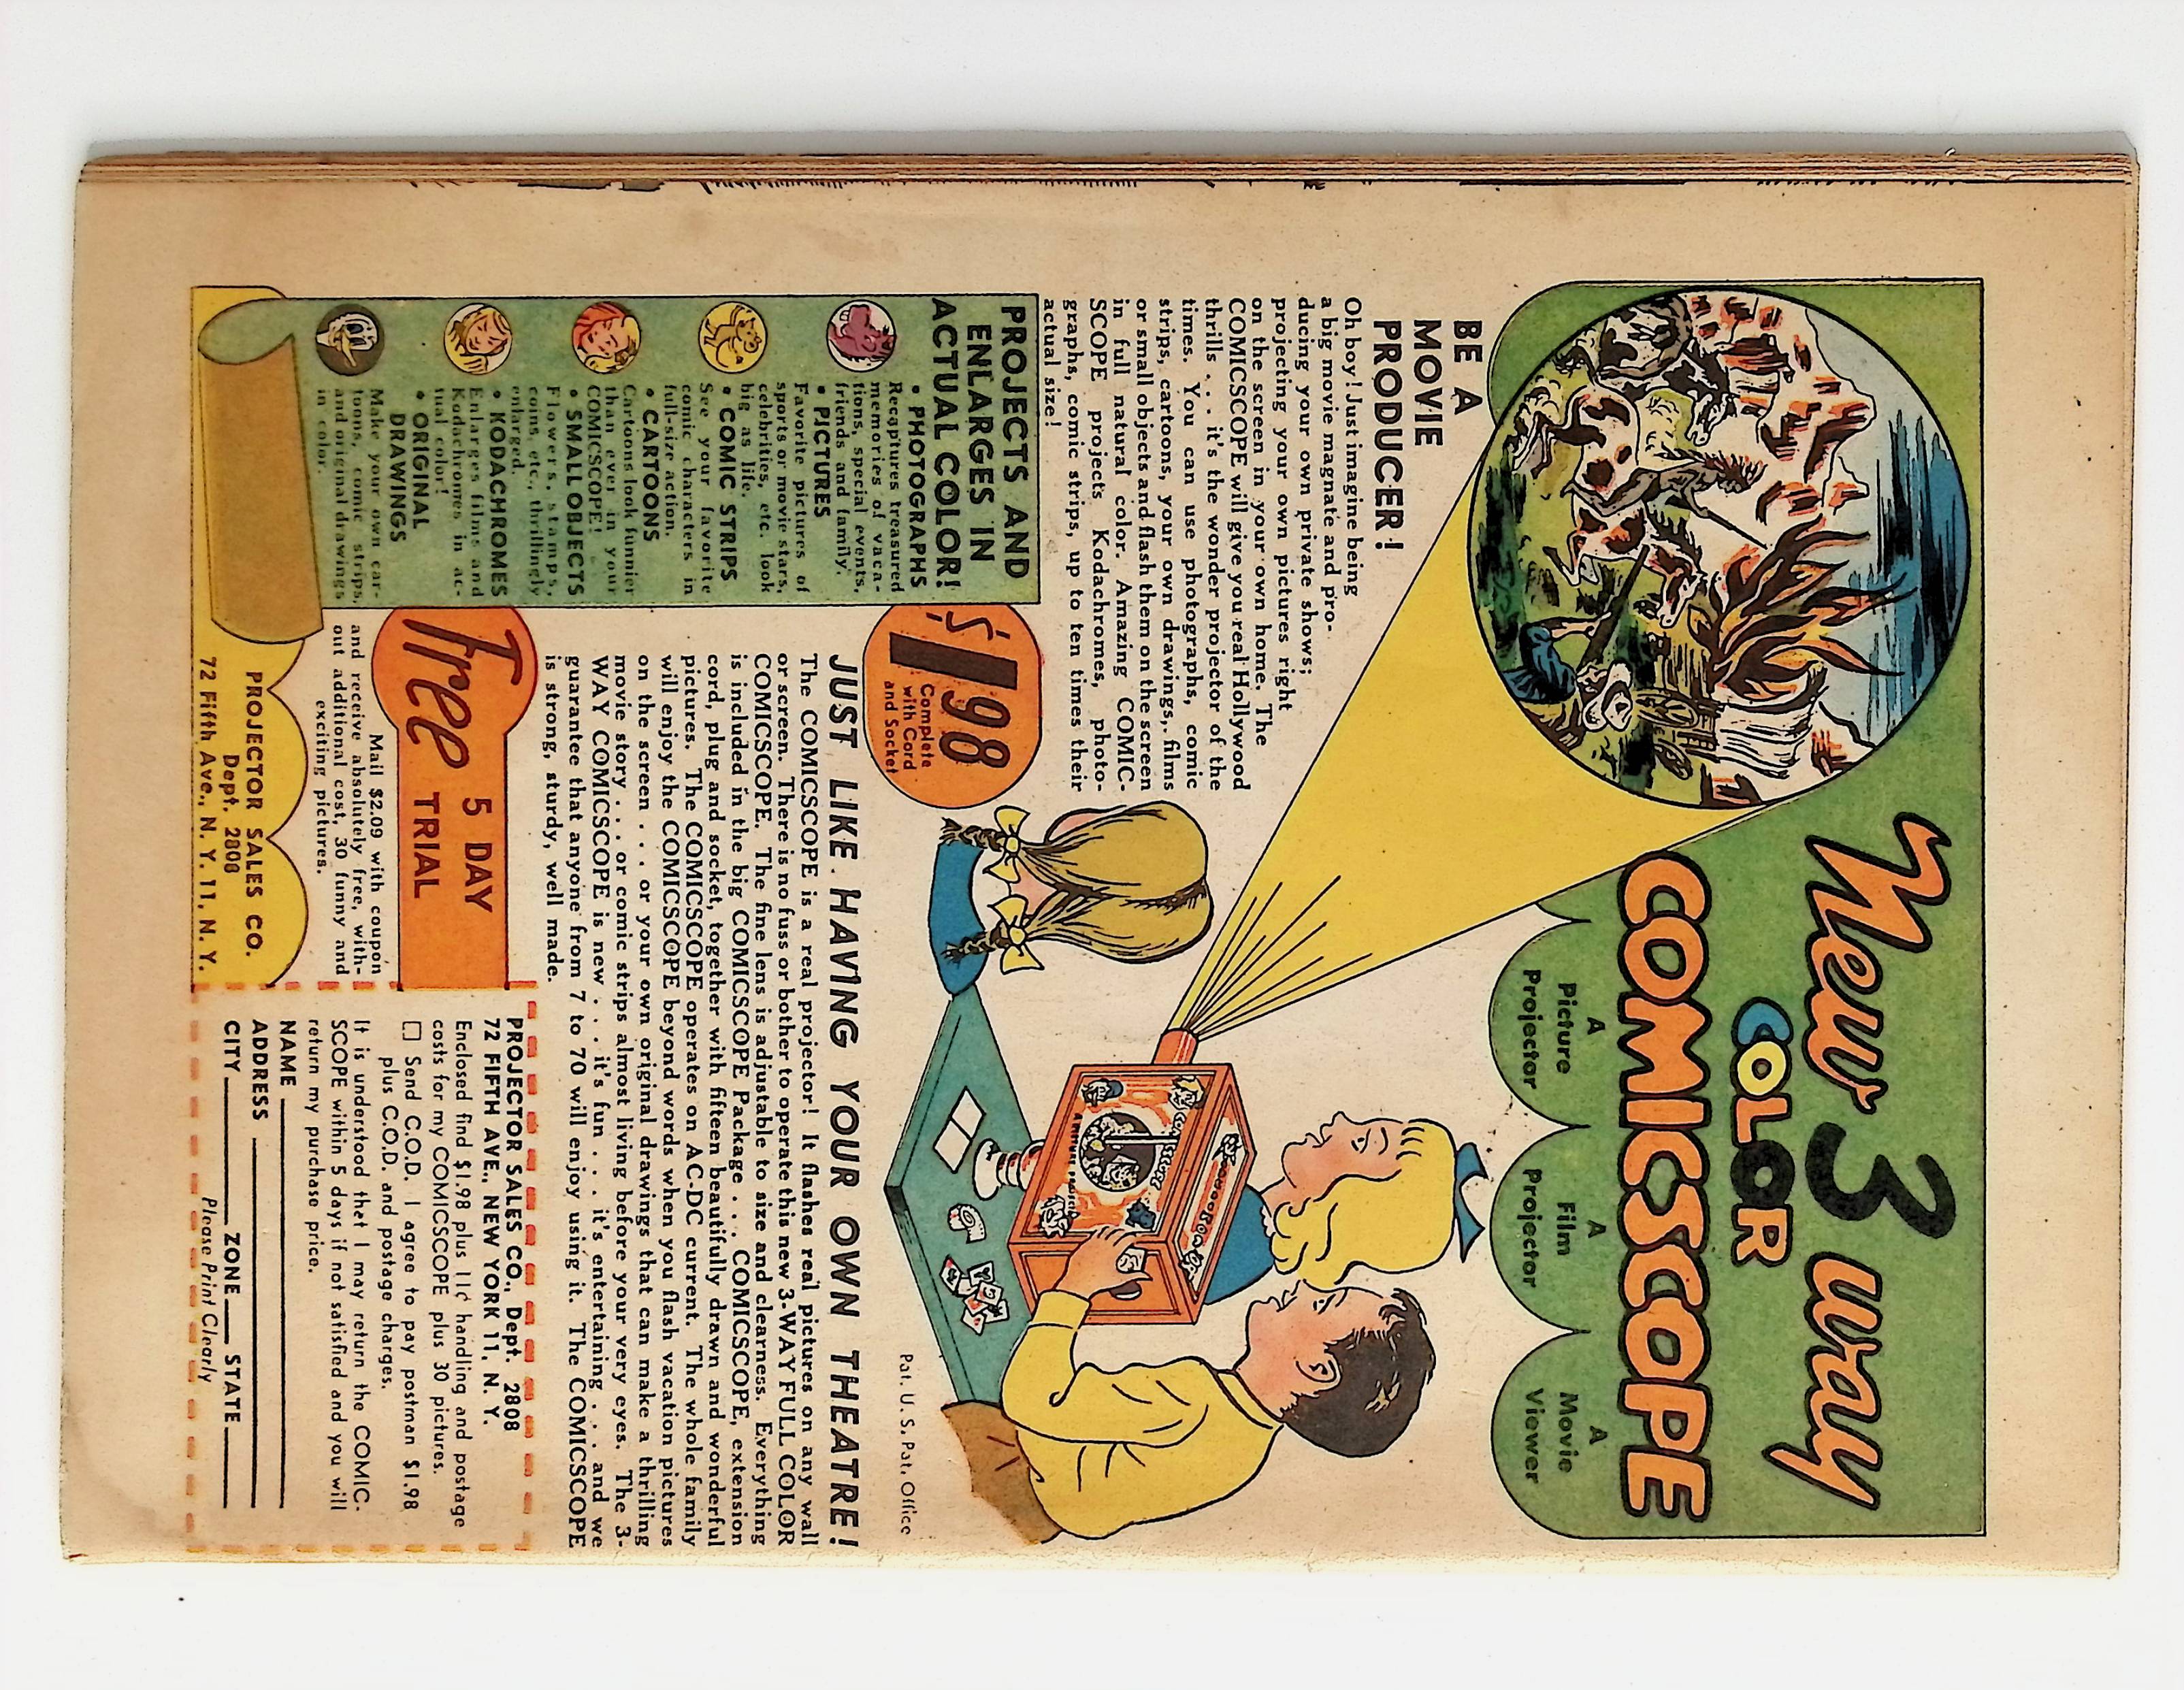 New 3 way
COLOR
COMICSCOPE
A
Picture
Projector
A
Film
Projector
A
Movie
Viewer
BE A
MOVIE
PRODUCER!
Oh boy! Just imagine being
a big movie magnate and pro-
ducing your own private shows;
projecting your own pictures right
on the screen in your own home. The
COMICSCOPE will give you real Hollywood
thrills . . . it's the wonder projector of the
times. You can use photographs, comic
strips, cartoons, your own drawings, films
or small objects and flash them on the screen
in full natural color. Amazing COMIC-
SCOPE projects Kodachromes, photo-
graphs, comic strips, up to ten times their
actual size!
PROJECTS AND
ENLARGES IN
ACTUAL COLOR!
• PHOTOGRAPHS
Recaptures treasured
memories of vaca-
tions, special events,
friends and family.
• PICTURES
Favorite pictures of
sports or movie stars,
celebrities, etc. look
big as life.
• COMIC STRIPS
See your favorite
comic characters in
full-size action.
• CARTOONS
Cartoons look funnier
than ever in your
COMICSCOPE!
• SMALL OBJECTS
Flowers, stamps,
coins, etc., thrillingly
enlarged.
• KODACHROMES
Enlarges films and
Kodachromes in ac-
tual color!
• ORIGINAL
DRAWINGS
Make your own car-
toons, comic strips,
and original drawings
in color.
$1 98
Complete
with Cord
and Socket
Pat. U. S. Pat. Office
JUST LIKE HAVING YOUR OWN THEATRE!
The COMICSCOPE is a real projector! It flashes real pictures on any wall
or screen. There is no fuss or bother to operate this new 3-WAY FULL COLOR
COMICSCOPE. The fine lens is adjustable to size and clearness. Everything
is included in the big COMICSCOPE Package . . . COMICSCOPE, extension
cord, plug and socket, together with fifteen beautifully drawn and wonderful
pictures. The COMICSCOPE operates on AC-DC current. The whole family
will enjoy the COMICSCOPE beyond words when you flash vacation pictures
on the screen . . . or your own original drawings that can make a thrilling
movie story . . . or comic strips almost living before your very eyes. The 3-
WAY COMICSCOPE is new . . . it's fun . . . it's entertaining . . . and we
guarantee that anyone from 7 to 70 will enjoy using it. The COMICSCOPE
is strong, sturdy, well made.
Free 5 DAY
TRIAL
Mail $2.09 with coupon
and receive absolutely free, with-
out additional cost, 30 funny and
exciting pictures.
PROJECTOR SALES CO.
Dept. 2808
72 Fifth Ave., N. Y. 11, N. Y.
PROJECTOR SALES CO., Dept. 2808
72 FIFTH AVE., NEW YORK 11, N. Y.
Enclosed find $1.98 plus 11c handling and postage
costs for my COMICSCOPE plus 30 pictures.
□ Send C.O.D. I agree to pay postman $1.98
plus C.O.D. and postage charges.
It is understood that I may return the COMIC-
SCOPE within 5 days if not satisfied and you will
return my purchase price.
NAME
ADDRESS
CITY ZONE STATE
Please Print Clearly